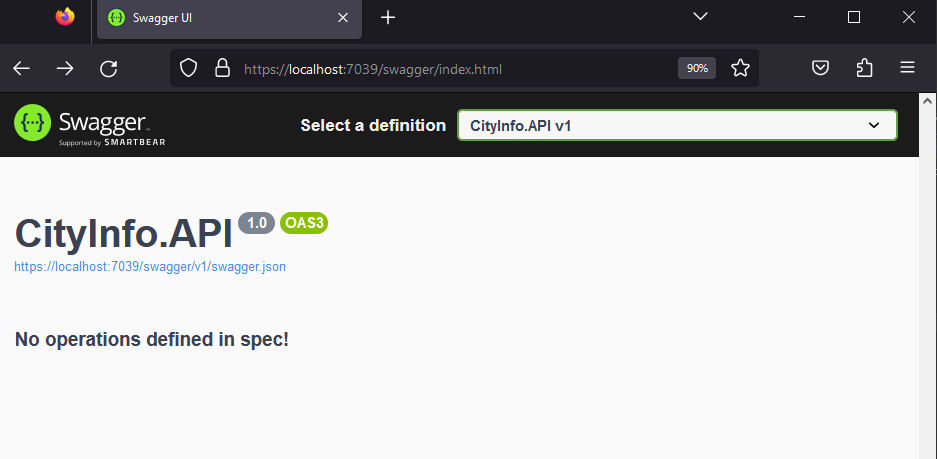 Swagger UI
https://localhost:7039/swagger/index.html
90%
Swagger
Supported by SMARTBEAR
Select a definition
CityInfo.API v1
CityInfo.API 1.0 OAS3
https://localhost:7039/swagger/v1/swagger.json
No operations defined in spec!